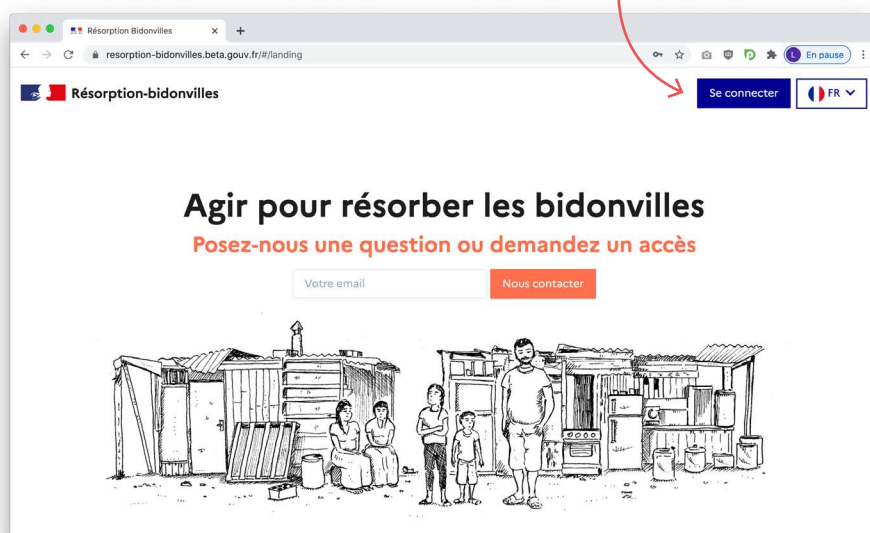 Résorption Bidonvilles
resorption-bidonvilles.beta.gouv.fr/#/landing
L En pause
Résorption-bidonvilles
Se connecter
FR
Agir pour résorber les bidonvilles
Posez-nous une question ou demandez un accès
Votre email
Nous contacter